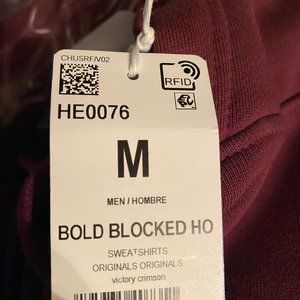 CHUSRF/V02
RFID
HE0076
M
MEN / HOMBRE
BOLD BLOCKED HO
SWEATSHIRTS
ORIGINALS ORIGINALS
victory crimson